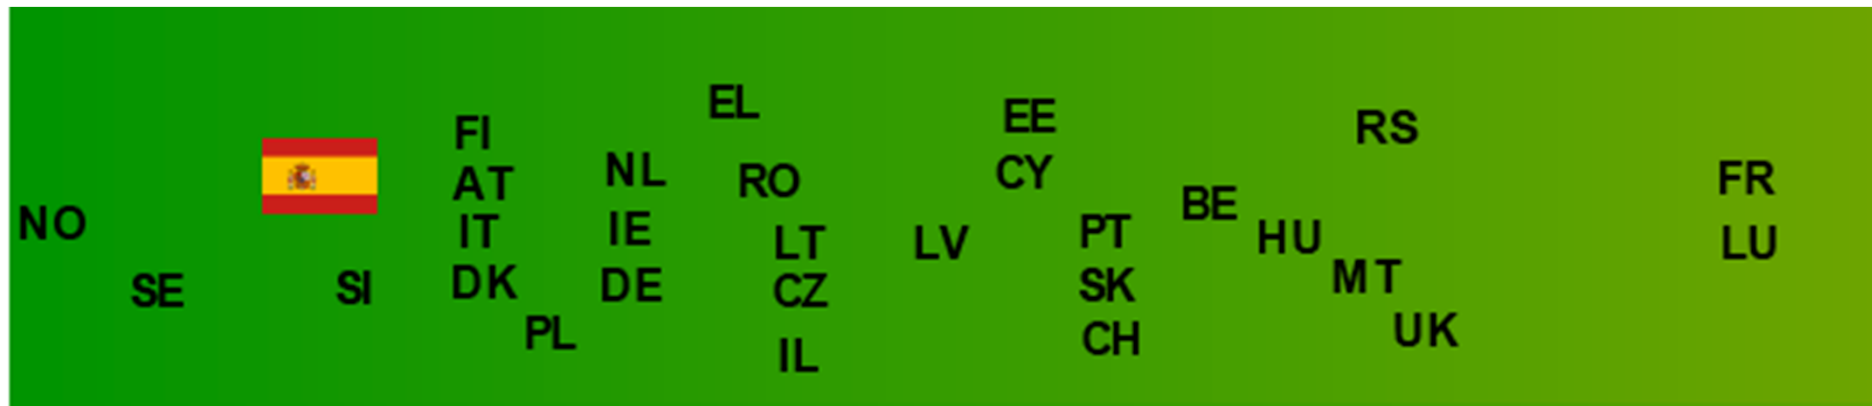 EL
EE
RS
FI
CY
NL
RO
FR
AT
BE
NO
IE
IT
PT
HU
LT
LV
LU
MT
SE
SI
DK
DE
CZ
SK
PL
UK
CH
IL